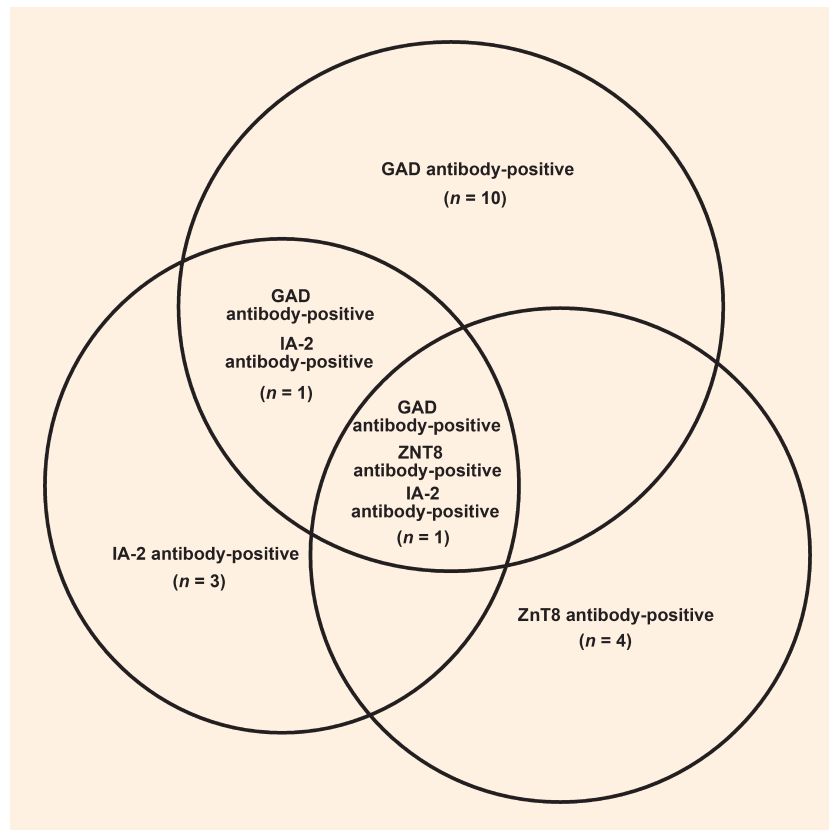 GAD antibody-positive
(n = 10)
GAD
antibody-positive
IA-2
antibody-positive
(n = 1)
GAD
antibody-positive
ZNT8
antibody-positive
IA-2
antibody-positive
(n = 1)
IA-2 antibody-positive
(n = 3)
ZnT8 antibody-positive
(n = 4)